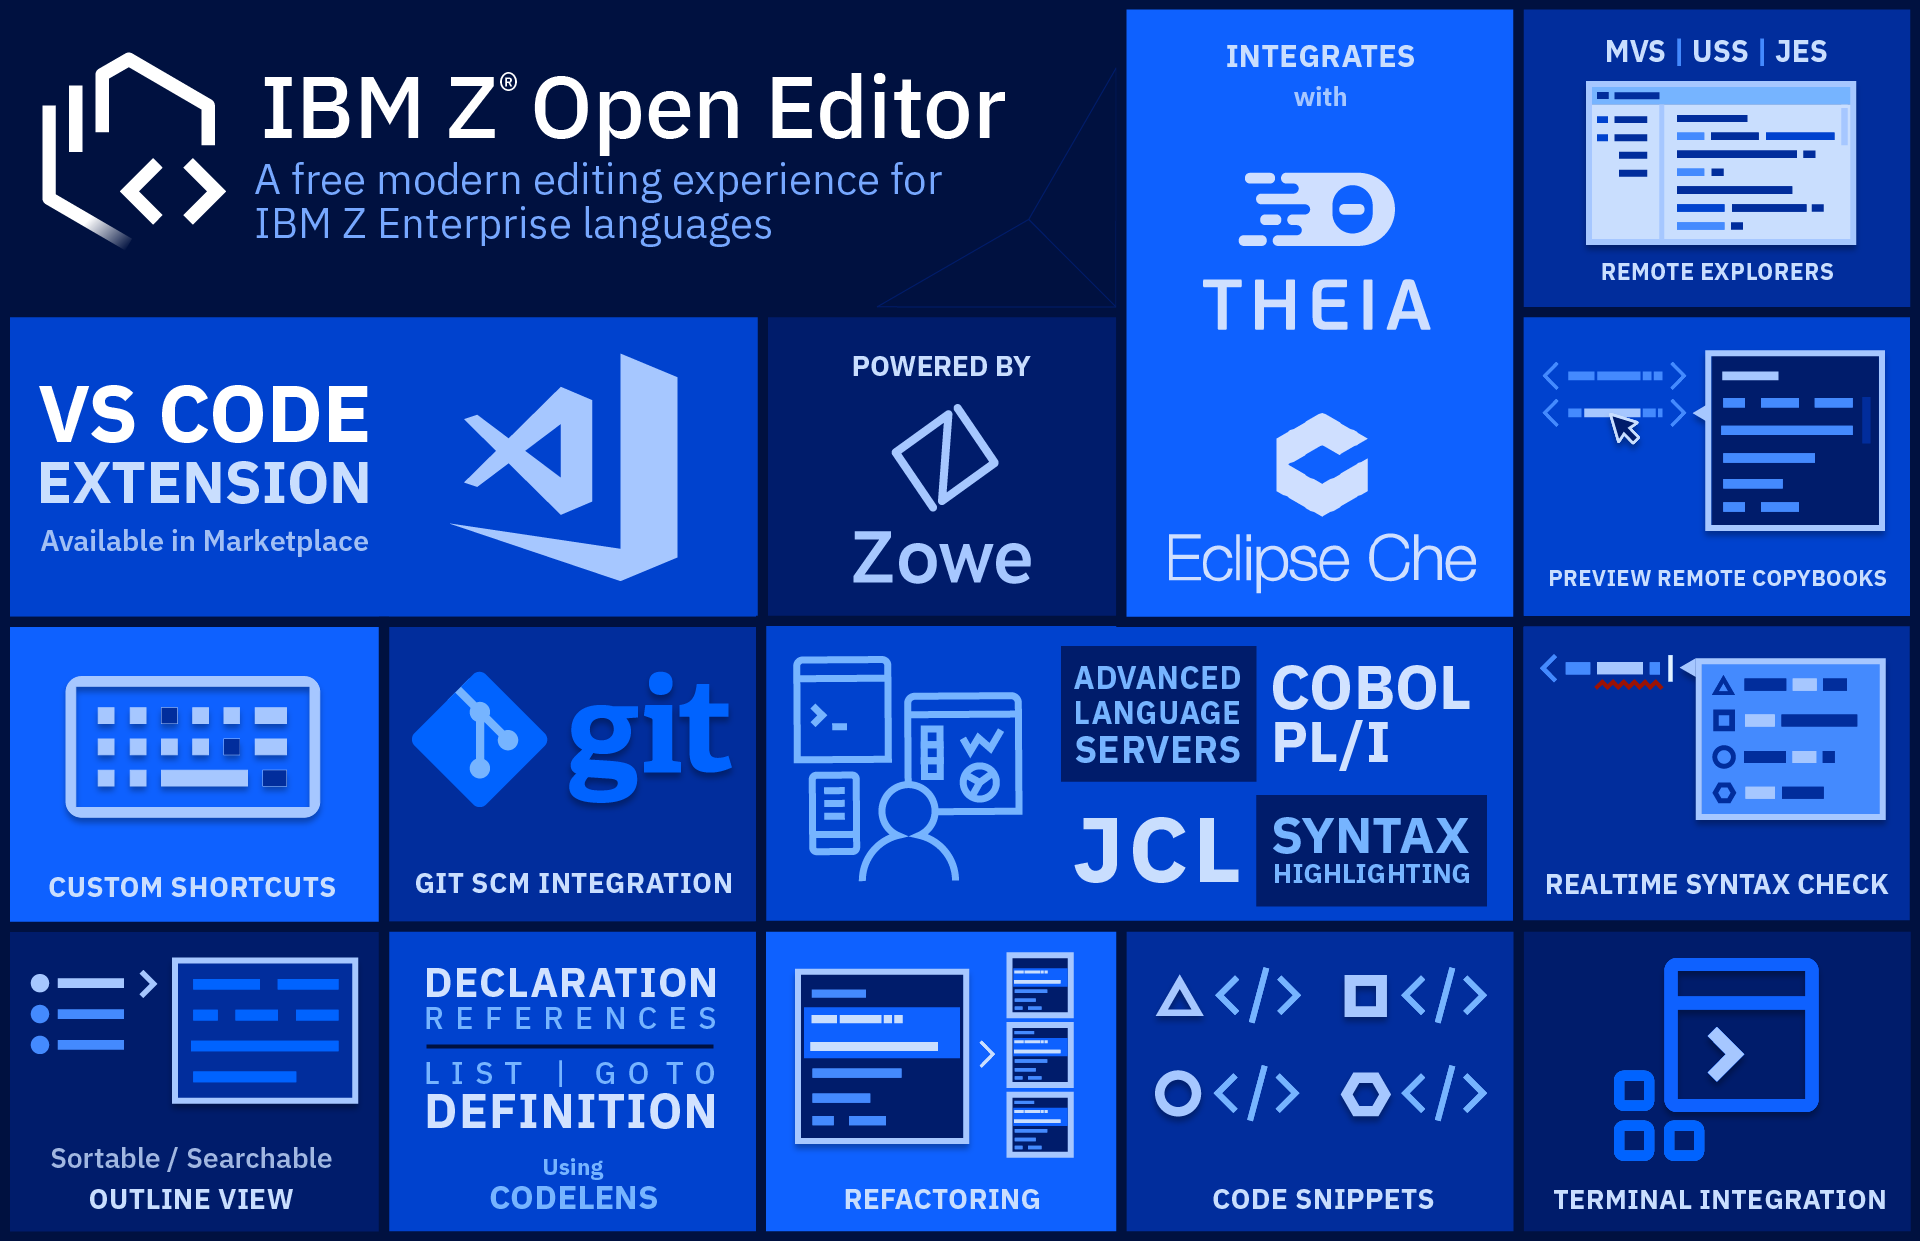 IBM Z® Open Editor
A free modern editing experience for
IBM Z Enterprise languages
INTEGRATES
with
THEIA
Eclipse Che
MVS | USS | JES
REMOTE EXPLORERS
VS CODE
EXTENSION
Available in Marketplace
POWERED BY
Zowe
PREVIEW REMOTE COPYBOOKS
CUSTOM SHORTCUTS
git
GIT SCM INTEGRATION
ADVANCED
LANGUAGE
SERVERS
COBOL
PL/I
JCL
SYNTAX
HIGHLIGHTING
REALTIME SYNTAX CHECK
Sortable / Searchable
OUTLINE VIEW
DECLARATION
REFERENCES
LIST | GOTO
DEFINITION
Using
CODELENS
REFACTORING
CODE SNIPPETS
TERMINAL INTEGRATION